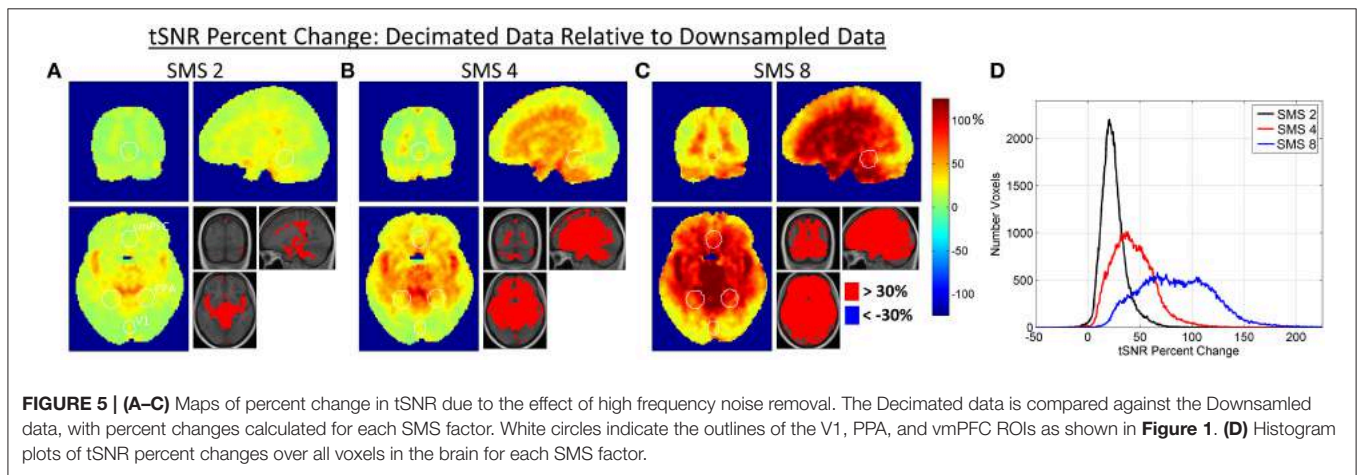 tSNR Percent Change: Decimated Data Relative to Downsampled Data
A
SMS 2
B
SMS 4
C
SMS 8
D
vmPFC
PPA
V1
> 30%
< -30%
100 %
50
0
-50
-100
Number Voxels
2000
1500
1000
500
0
-50
0
50
100
150
200
tSNR Percent Change
SMS 2
SMS 4
SMS 8
FIGURE 5 | (A–C) Maps of percent change in tSNR due to the effect of high frequency noise removal. The Decimated data is compared against the Downsamled
data, with percent changes calculated for each SMS factor. White circles indicate the outlines of the V1, PPA, and vmPFC ROIs as shown in Figure 1. (D) Histogram
plots of tSNR percent changes over all voxels in the brain for each SMS factor.